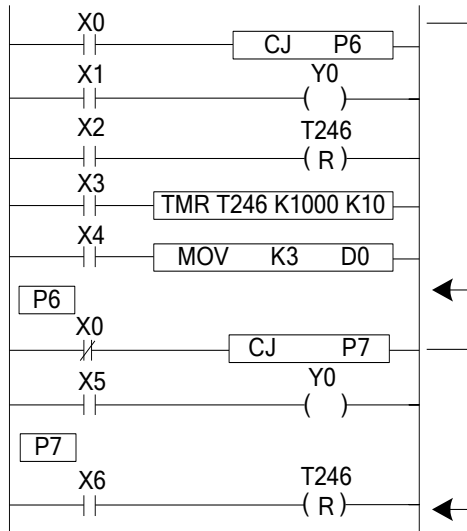 X0
CJ P6
X1
Y0
( )
X2
T246
( R )
X3
TMR T246 K1000 K10
X4
MOV K3 D0
P6
X0
CJ P7
X5
Y0
( )
P7
X6
T246
( R )